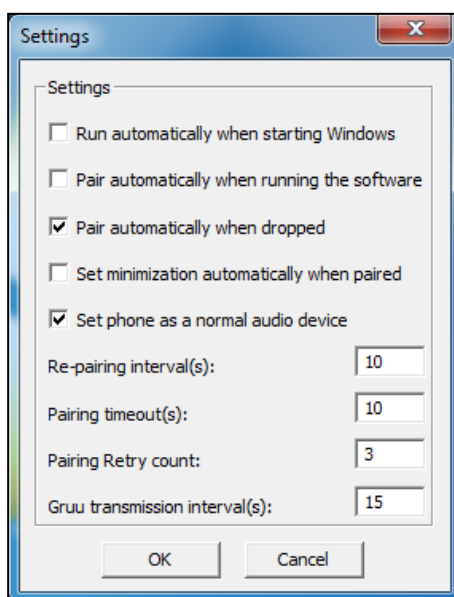 Settings
Settings
Run automatically when starting Windows
Pair automatically when running the software
Pair automatically when dropped
Set minimization automatically when paired
Set phone as a normal audio device
Re-pairing interval(s): 10
Pairing timeout(s): 10
Pairing Retry count: 3
Gruu transmission interval(s): 15
OK Cancel